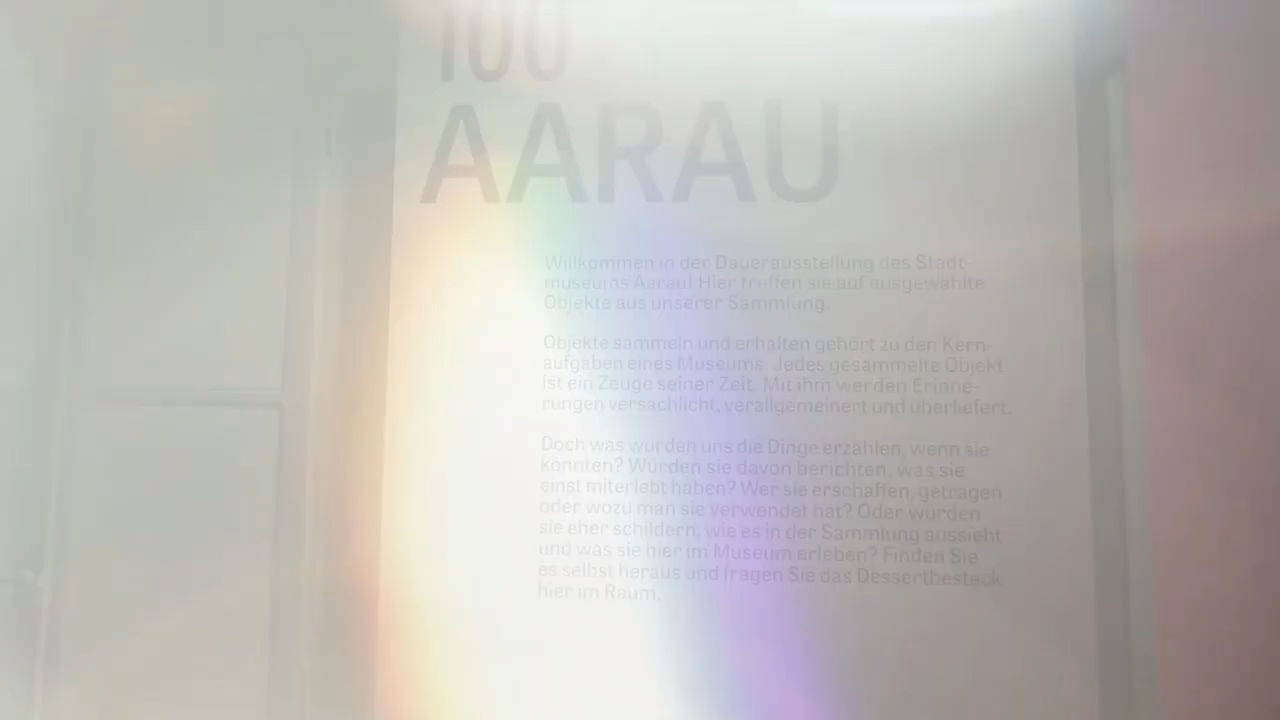 100
AARAU
Willkommen in der Dauerausstellung des Stadt-
museums Aarau! Hier treffen sie auf ausgewählte
Objekte aus unserer Sammlung.
Objekte sammeln und erhalten gehört zu den Kern-
aufgaben eines Museums. Jedes gesammelte Objekt
ist ein Zeuge seiner Zeit. Mit ihm werden Erinne-
rungen versachlicht, verallgemeinert und überliefert.
Doch was würden uns die Dinge erzählen, wenn sie
könnten? Würden sie davon berichten, was sie
einst miterlebt haben? Wer sie erschaffen, getragen
oder wozu man sie verwendet hat? Oder würden
sie eher schildern, wie es in der Sammlung aussieht
und was sie hier im Museum erleben? Finden Sie
es selbst heraus und fragen Sie das Dessertbesteck
hier im Raum.